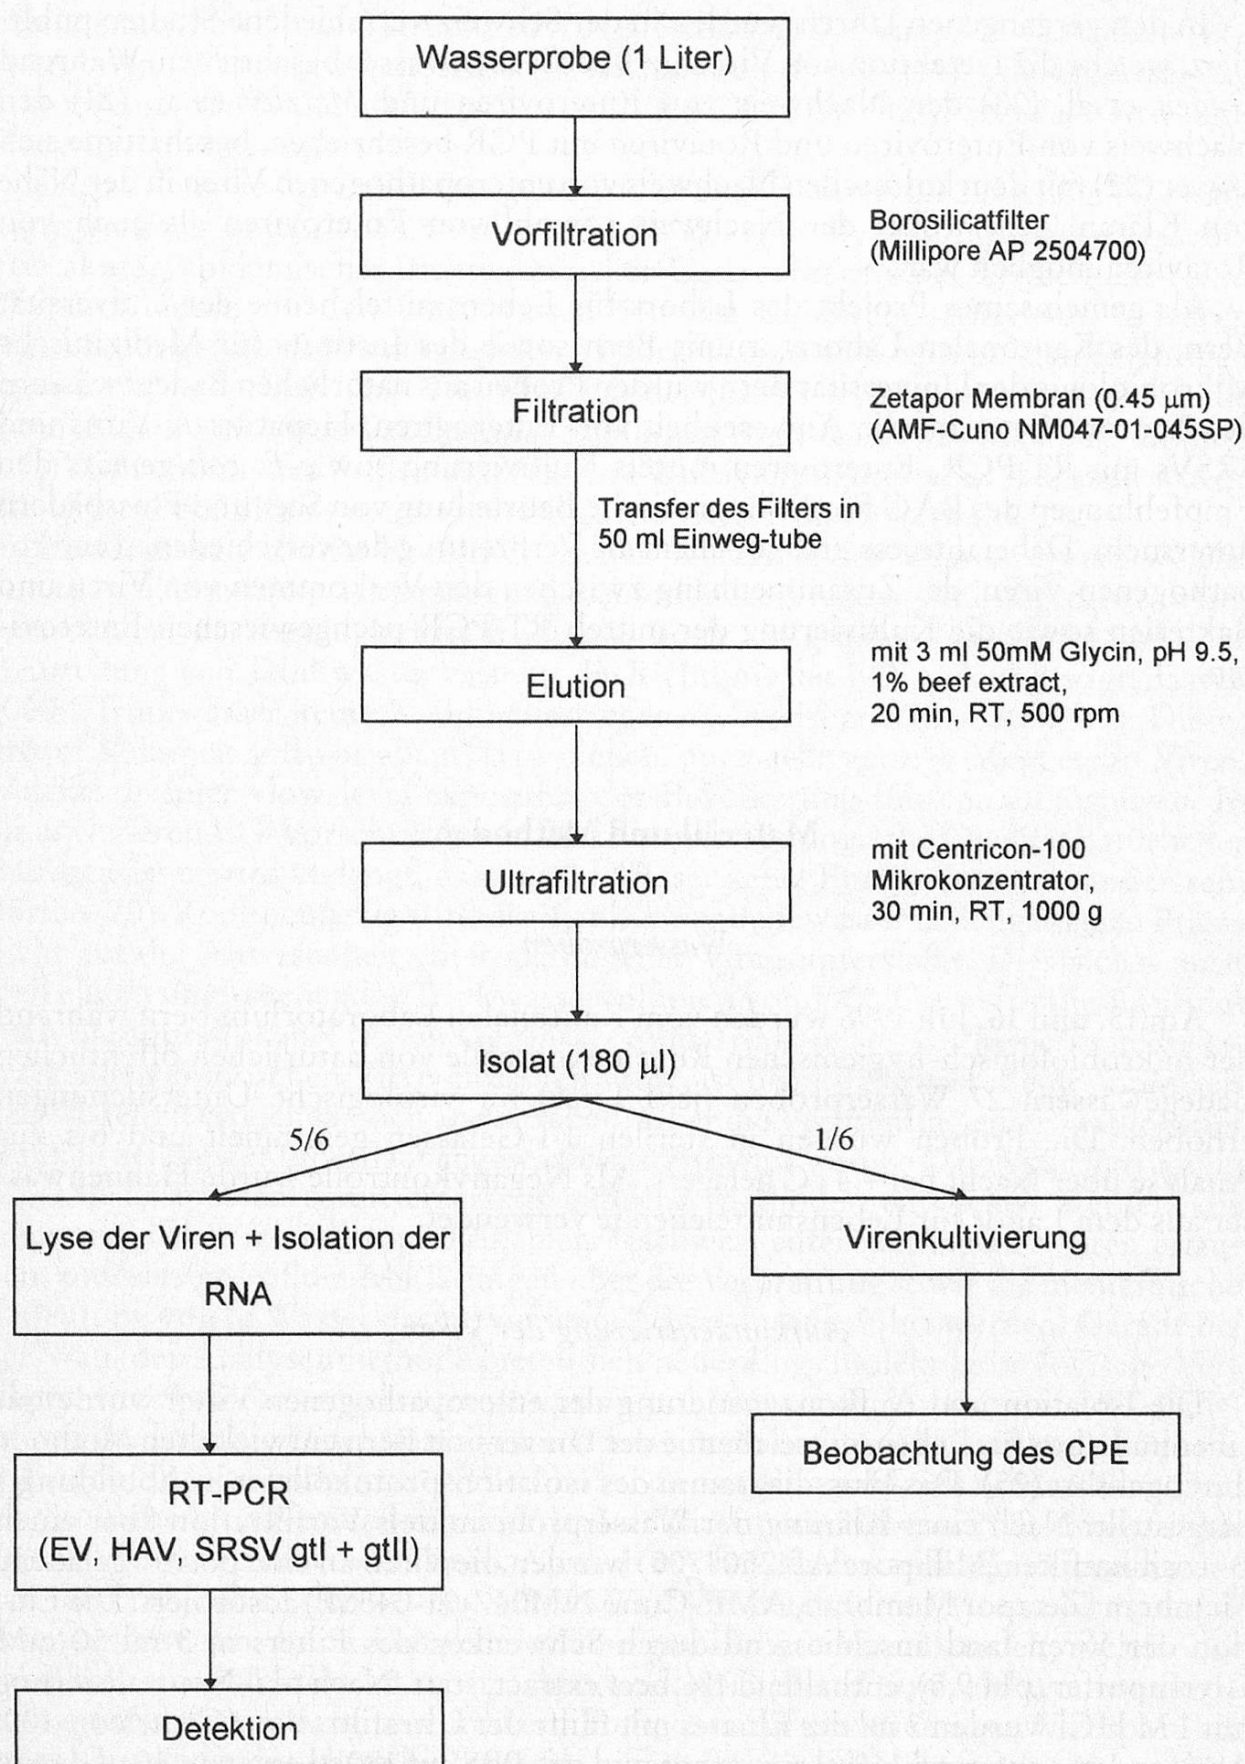 Wasserprobe (1 Liter)
Vorfiltration
Borosilicatfilter
(Millipore AP 2504700)
Filtration
Zetapor Membran (0.45 µm)
(AMF-Cuno NM047-01-045SP)
Transfer des Filters in
50 ml Einweg-tube
Elution
mit 3 ml 50mM Glycin, pH 9.5,
1% beef extract,
20 min, RT, 500 rpm
Ultrafiltration
mit Centricon-100
Mikrokonzentrator,
30 min, RT, 1000 g
Isolat (180 µl)
5/6
1/6
Lyse der Viren + Isolation der
RNA
Virenkultivierung
RT-PCR
(EV, HAV, SRSV gtI + gtII)
Beobachtung des CPE
Detektion